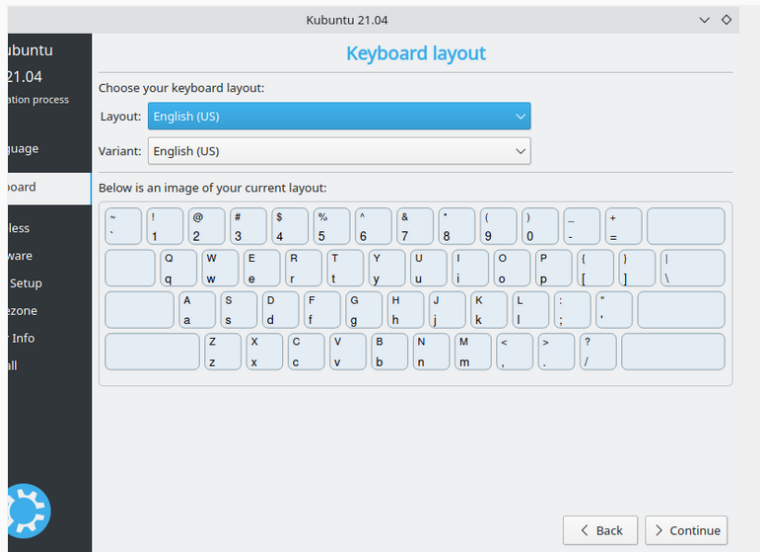 Kubuntu 21.04
ubuntu
21.04
ation process
guage
board
less
ware
Setup
ezone
r Info
all
Keyboard layout
Choose your keyboard layout:
Layout: English (US)
Variant: English (US)
Below is an image of your current layout:
~ ! @ # $ % ^ & * ( ) _ +
` 1 2 3 4 5 6 7 8 9 0 - =
Q W E R T Y U I O P { } |
q w e r t y u i o p [ ] \
A S D F G H J K L : "
a s d f g h j k l ; '
Z X C V B N M < > ?
z x c v b n m , . /
Back Continue